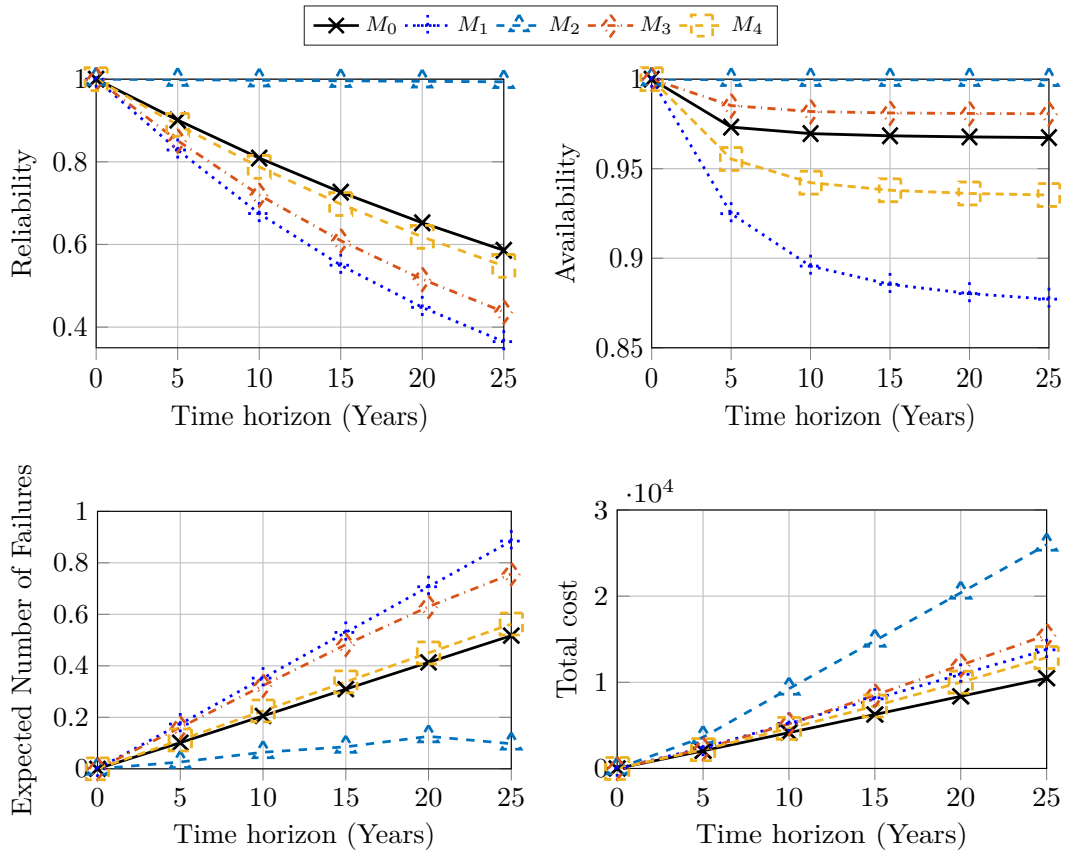 M₀ M₁ M₂ M₃ M₄
1
0.8
0.6
0.4
0 5 10 15 20 25
Reliability
Time horizon (Years)
1
0.95
0.9
0.85
0 5 10 15 20 25
Availability
Time horizon (Years)
1
0.8
0.6
0.4
0.2
0
0 5 10 15 20 25
Expected Number of Failures
Time horizon (Years)
·10⁴
3
2
1
0
0 5 10 15 20 25
Total cost
Time horizon (Years)